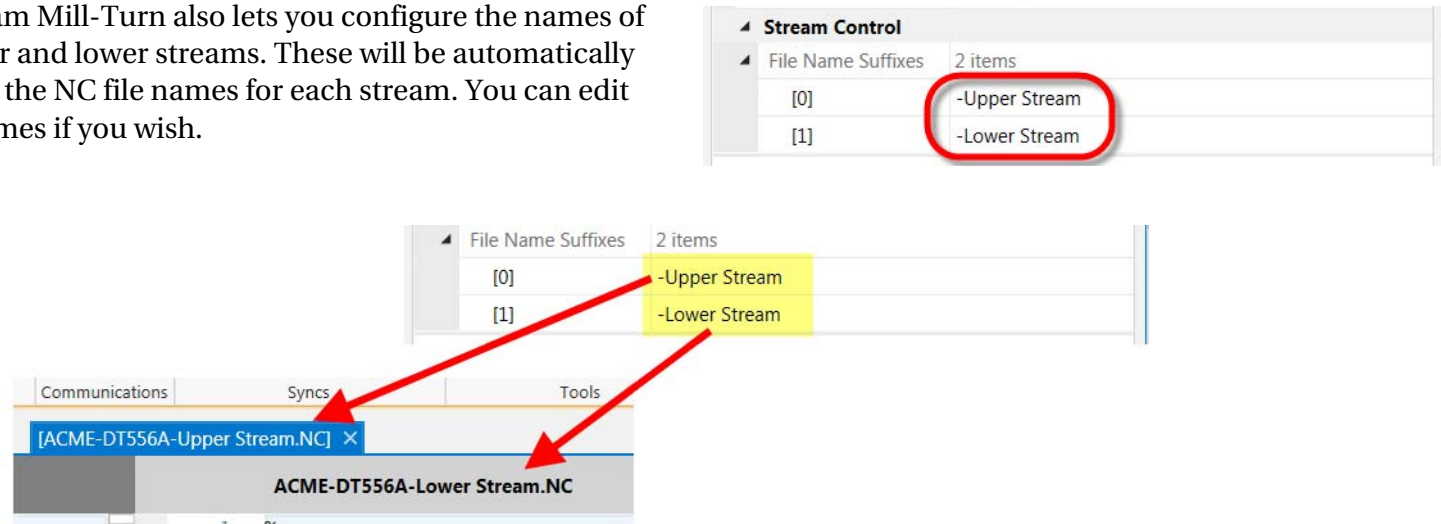 am Mill-Turn also lets you configure the names of
r and lower streams. These will be automatically
the NC file names for each stream. You can edit
mes if you wish.
Stream Control
File Name Suffixes 2 items
[0] -Upper Stream
[1] -Lower Stream
File Name Suffixes 2 items
[0] -Upper Stream
[1] -Lower Stream
Communications Syncs Tools
[ACME-DT556A-Upper Stream.NC] ×
ACME-DT556A-Lower Stream.NC